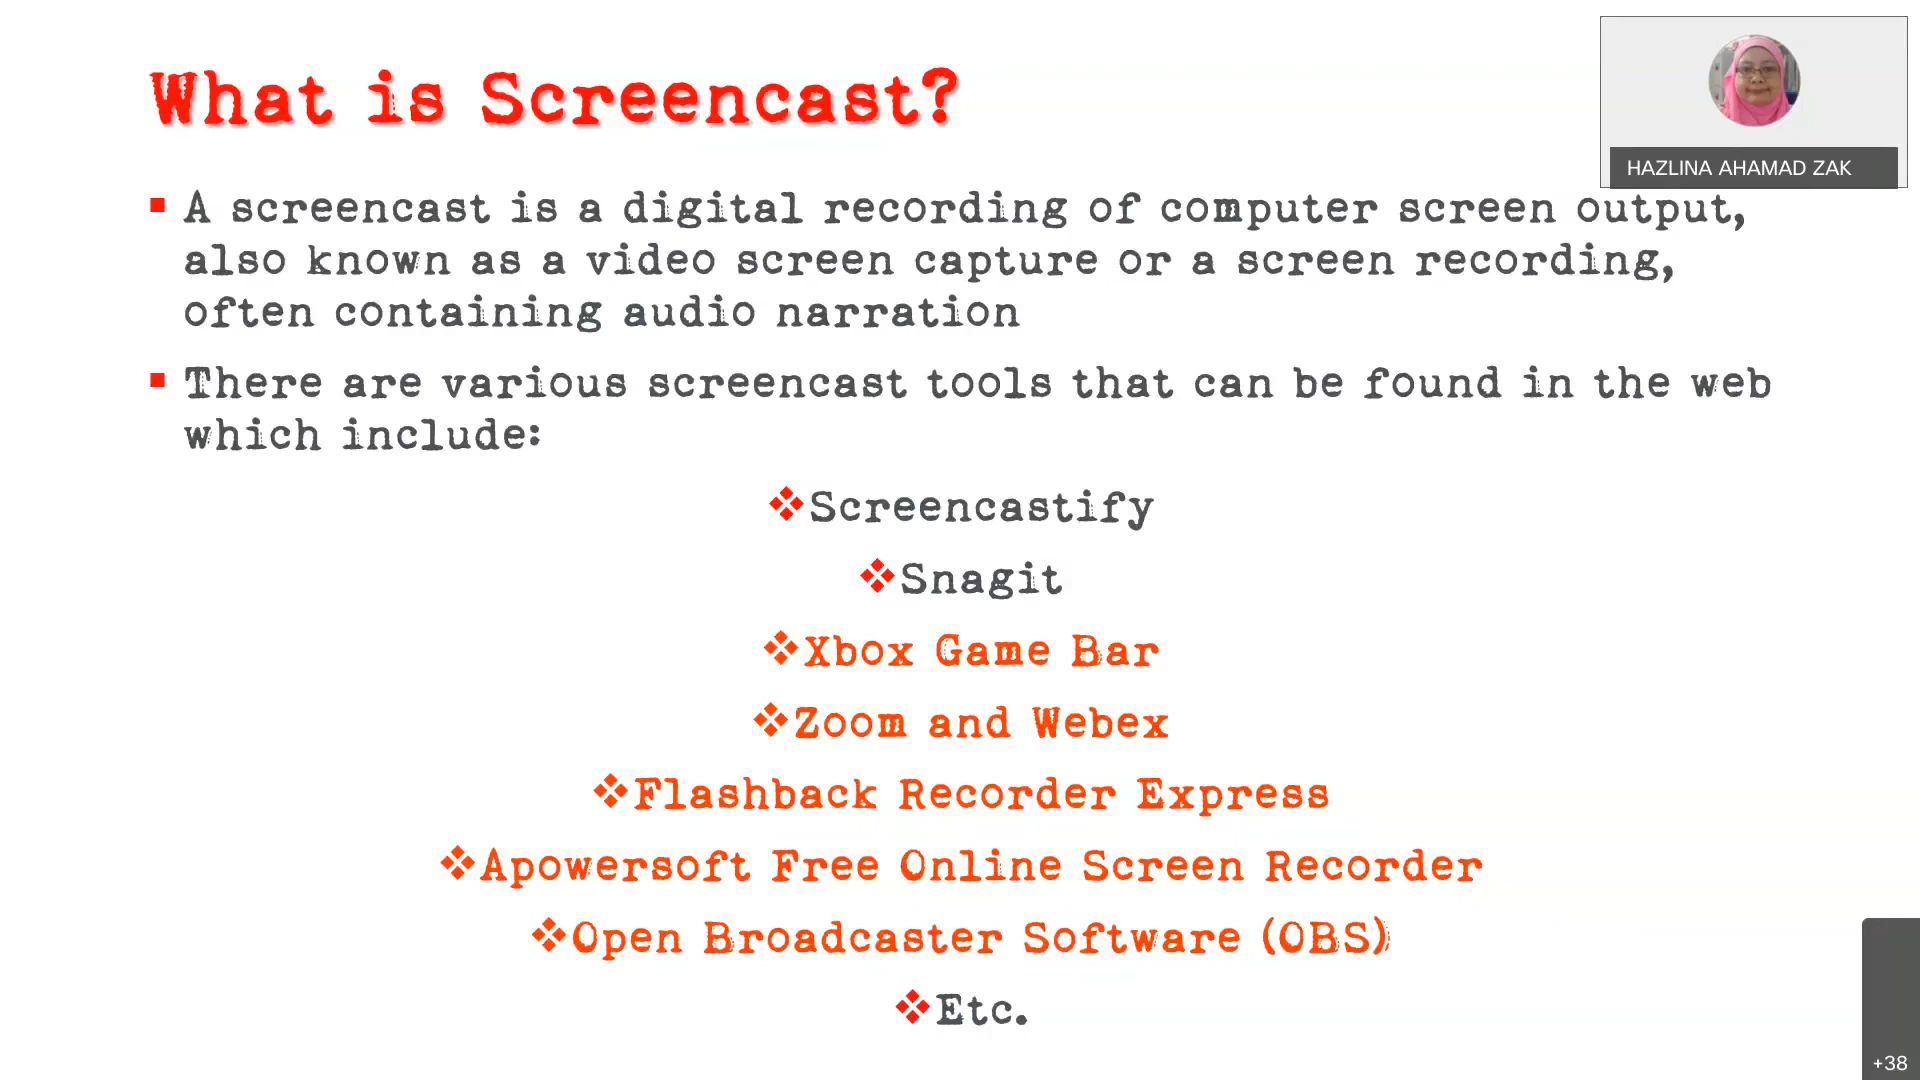 What is Screencast?
HAZLINA AHAMAD ZAK
▪ A screencast is a digital recording of computer screen output,
also known as a video screen capture or a screen recording,
often containing audio narration
▪ There are various screencast tools that can be found in the web
which include:
❖Screencastify
❖Snagit
❖Xbox Game Bar
❖Zoom and Webex
❖Flashback Recorder Express
❖Apowersoft Free Online Screen Recorder
❖Open Broadcaster Software (OBS)
❖Etc.
+38